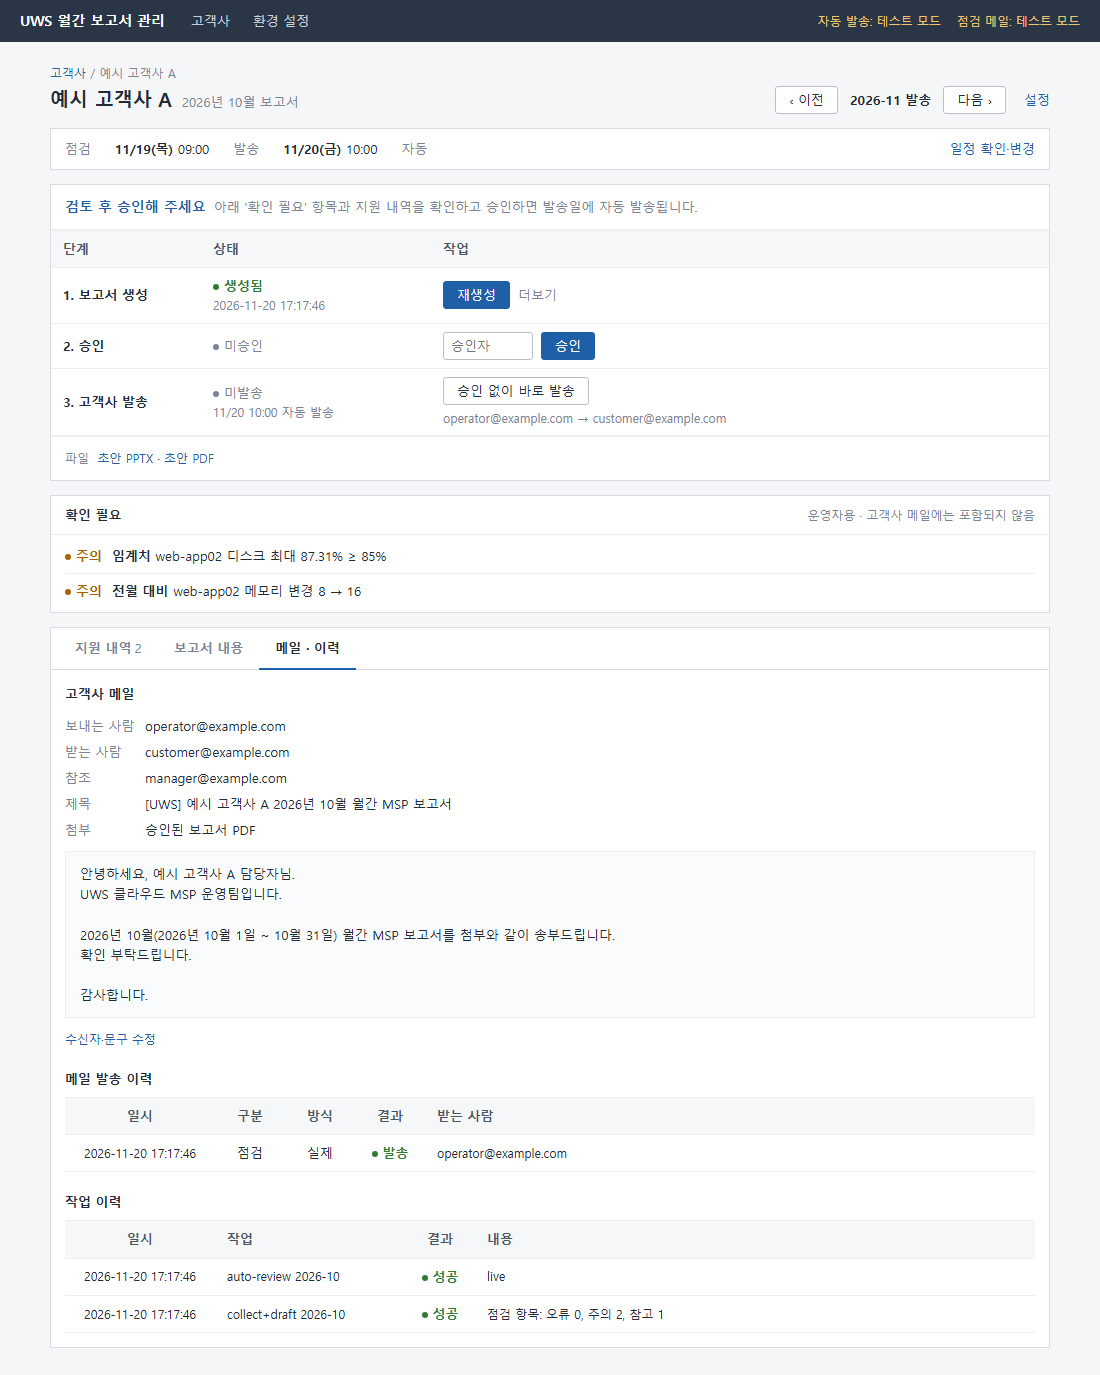 UWS 월간 보고서 관리 고객사 환경 설정 자동 발송: 테스트 모드 점검 메일: 테스트 모드
고객사 / 예시 고객사 A
예시 고객사 A 2026년 10월 보고서 ‹ 이전 2026-11 발송 다음 › 설정
점검 11/19(목) 09:00 발송 11/20(금) 10:00 자동 일정 확인·변경
검토 후 승인해 주세요 아래 '확인 필요' 항목과 지원 내역을 확인하고 승인하면 발송일에 자동 발송됩니다.
단계 상태 작업
1. 보고서 생성 생성됨 재생성 더보기
2026-11-20 17:17:46
2. 승인 미승인 승인자 승인
3. 고객사 발송 미발송 승인 없이 바로 발송
11/20 10:00 자동 발송 operator@example.com → customer@example.com
파일 초안 PPTX · 초안 PDF
확인 필요 운영자용 · 고객사 메일에는 포함되지 않음
주의 임계치 web-app02 디스크 최대 87.31% ≥ 85%
주의 전월 대비 web-app02 메모리 변경 8 → 16
지원 내역 2 보고서 내용 메일 · 이력
고객사 메일
보내는 사람 operator@example.com
받는 사람 customer@example.com
참조 manager@example.com
제목 [UWS] 예시 고객사 A 2026년 10월 월간 MSP 보고서
첨부 승인된 보고서 PDF
안녕하세요, 예시 고객사 A 담당자님.
UWS 클라우드 MSP 운영팀입니다.
2026년 10월(2026년 10월 1일 ~ 10월 31일) 월간 MSP 보고서를 첨부와 같이 송부드립니다.
확인 부탁드립니다.
감사합니다.
수신자·문구 수정
메일 발송 이력
일시 구분 방식 결과 받는 사람
2026-11-20 17:17:46 점검 실제 발송 operator@example.com
작업 이력
일시 작업 결과 내용
2026-11-20 17:17:46 auto-review 2026-10 성공 live
2026-11-20 17:17:46 collect+draft 2026-10 성공 점검 항목: 오류 0, 주의 2, 참고 1